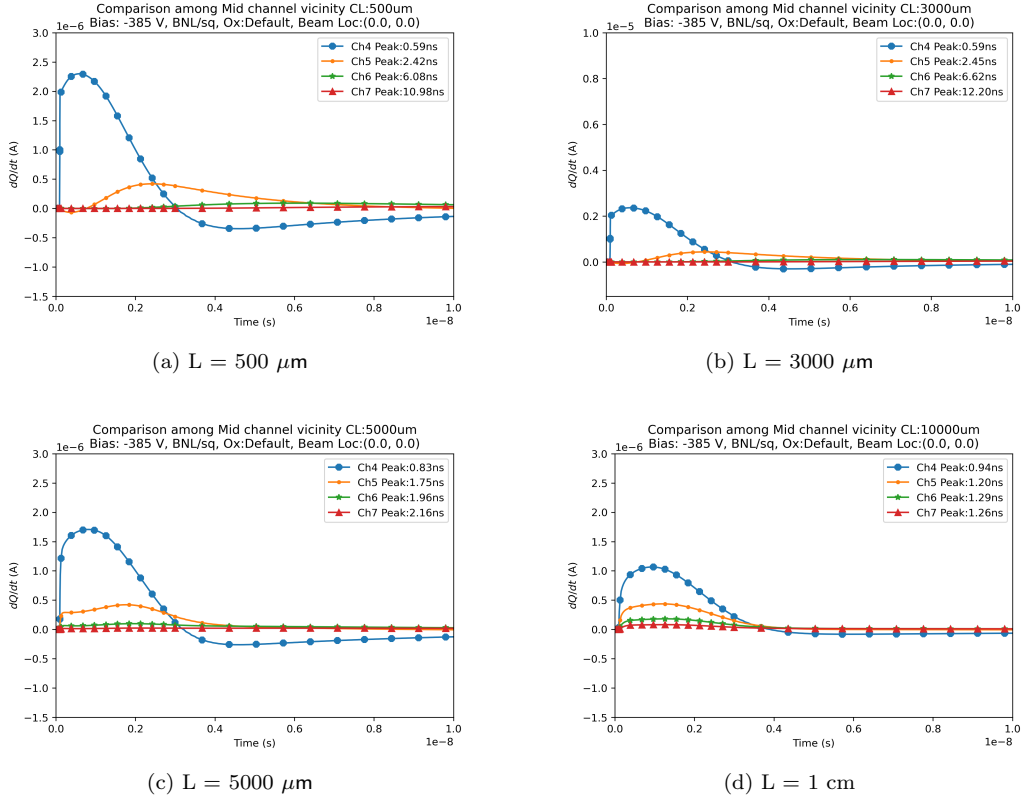 Comparison among Mid channel vicinity CL:500um
Bias: -385 V, BNL/sq, Ox:Default, Beam Loc:(0.0, 0.0)
1e−6
3.0
2.5
2.0
1.5
1.0
0.5
0.0
−0.5
−1.0
−1.5
dQ/dt (A)
Ch4 Peak:0.59ns
Ch5 Peak:2.42ns
Ch6 Peak:6.08ns
Ch7 Peak:10.98ns
0.0 0.2 0.4 0.6 0.8 1.0
1e−8
Time (s)
(a) L = 500 μm
Comparison among Mid channel vicinity CL:3000um
Bias: -385 V, BNL/sq, Ox:Default, Beam Loc:(0.0, 0.0)
1e−5
1.0
0.8
0.6
0.4
0.2
0.0
dQ/dt (A)
Ch4 Peak:0.59ns
Ch5 Peak:2.45ns
Ch6 Peak:6.62ns
Ch7 Peak:12.20ns
0.0 0.2 0.4 0.6 0.8 1.0
1e−8
Time (s)
(b) L = 3000 μm
Comparison among Mid channel vicinity CL:5000um
Bias: -385 V, BNL/sq, Ox:Default, Beam Loc:(0.0, 0.0)
1e−6
3.0
2.5
2.0
1.5
1.0
0.5
0.0
−0.5
−1.0
−1.5
dQ/dt (A)
Ch4 Peak:0.83ns
Ch5 Peak:1.75ns
Ch6 Peak:1.96ns
Ch7 Peak:2.16ns
0.0 0.2 0.4 0.6 0.8 1.0
1e−8
Time (s)
(c) L = 5000 μm
Comparison among Mid channel vicinity CL:10000um
Bias: -385 V, BNL/sq, Ox:Default, Beam Loc:(0.0, 0.0)
1e−6
3.0
2.5
2.0
1.5
1.0
0.5
0.0
−0.5
−1.0
−1.5
dQ/dt (A)
Ch4 Peak:0.94ns
Ch5 Peak:1.20ns
Ch6 Peak:1.29ns
Ch7 Peak:1.26ns
0.0 0.2 0.4 0.6 0.8 1.0
1e−8
Time (s)
(d) L = 1 cm